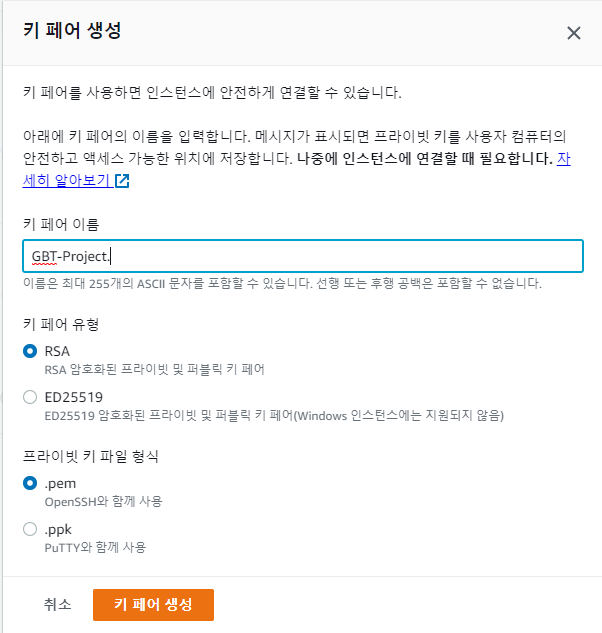 키 페어 생성
키 페어를 사용하면 인스턴스에 안전하게 연결할 수 있습니다.
아래에 키 페어의 이름을 입력합니다. 메시지가 표시되면 프라이빗 키를 사용자 컴퓨터의
안전하고 액세스 가능한 위치에 저장합니다. 나중에 인스턴스에 연결할 때 필요합니다. 자
세히 알아보기
키 페어 이름
GBT-Project.
이름은 최대 255개의 ASCII 문자를 포함할 수 있습니다. 선행 또는 후행 공백은 포함할 수 없습니다.
키 페어 유형
RSA
RSA 암호화된 프라이빗 및 퍼블릭 키 페어
ED25519
ED25519 암호화된 프라이빗 및 퍼블릭 키 페어(Windows 인스턴스에는 지원되지 않음)
프라이빗 키 파일 형식
.pem
OpenSSH와 함께 사용
.ppk
PuTTY와 함께 사용
취소
키 페어 생성